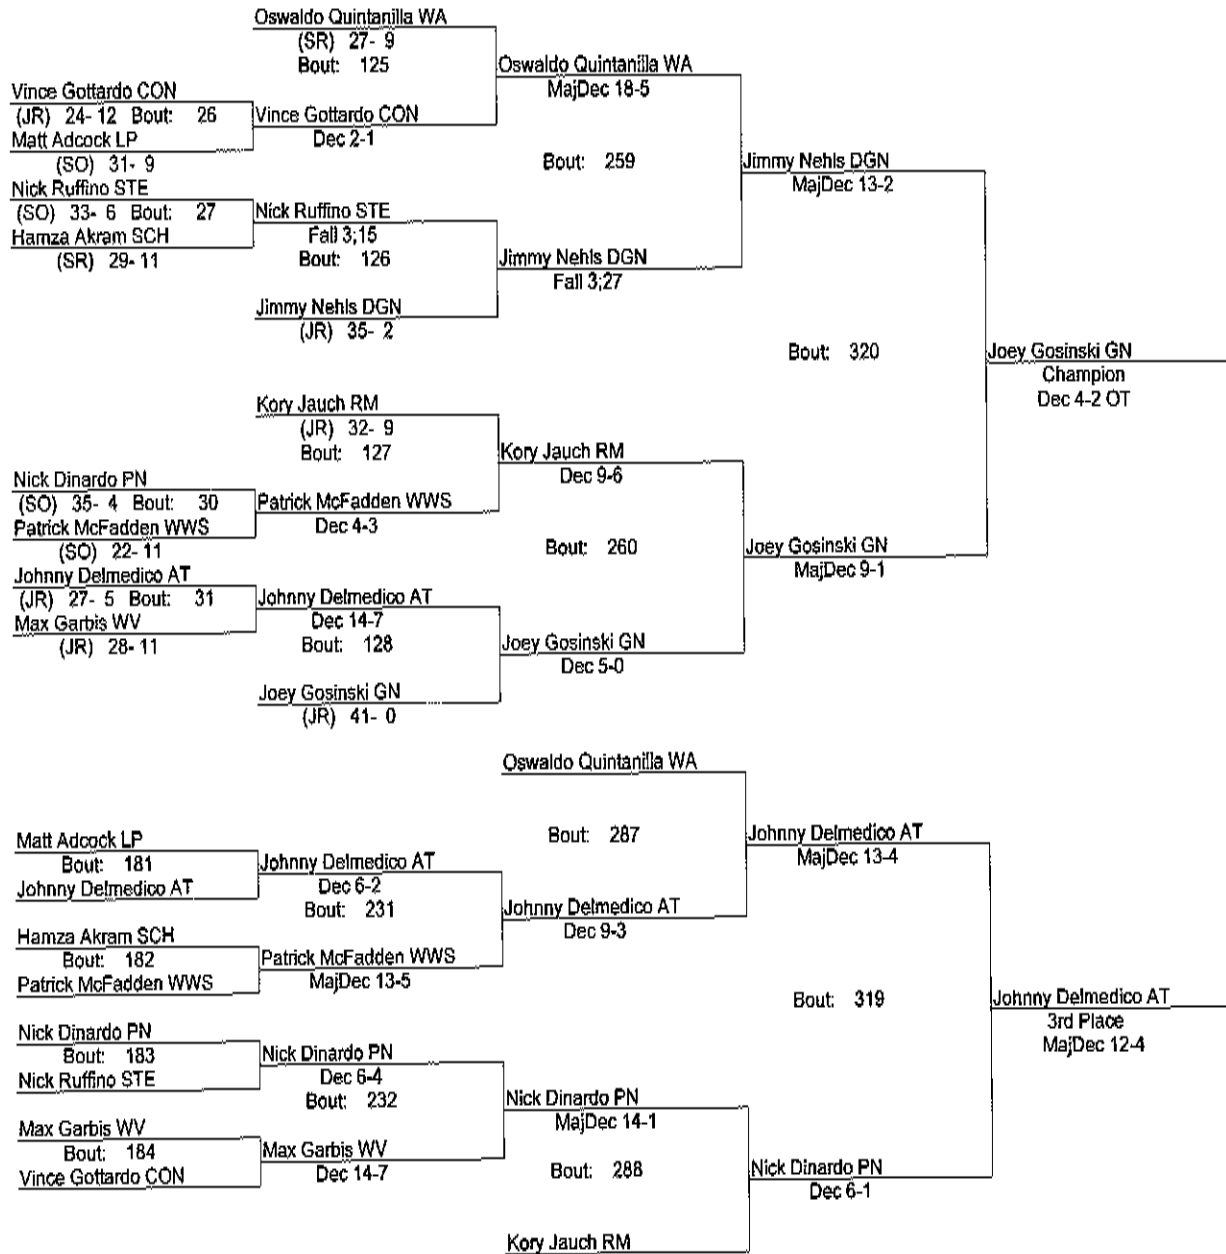 Oswaldo Quintanilla WA
(SR) 27- 9
Bout: 125
Oswaldo Quintanilla WA
MajDec 18-5
Vince Gottardo CON
(JR) 24- 12 Bout: 26
Vince Gottardo CON
Dec 2-1
Matt Adcock LP
(SO) 31- 9
Bout: 259
Jimmy Nehls DGN
MajDec 13-2
Nick Ruffino STE
(SO) 33- 6 Bout: 27
Nick Ruffino STE
Fall 3;15
Hamza Akram SCH
(SR) 29- 11
Bout: 126
Jimmy Nehls DGN
Fall 3;27
Jimmy Nehls DGN
(JR) 35- 2
Bout: 320
Joey Gosinski GN
Champion
Dec 4-2 OT
Kory Jauch RM
(JR) 32- 9
Bout: 127
Kory Jauch RM
Dec 9-6
Nick Dinardo PN
(SO) 35- 4 Bout: 30
Patrick McFadden WWS
Dec 4-3
Patrick McFadden WWS
(SO) 22- 11
Bout: 260
Joey Gosinski GN
MajDec 9-1
Johnny Delmedico AT
(JR) 27- 5 Bout: 31
Johnny Delmedico AT
Dec 14-7
Max Garbis WV
(JR) 28- 11
Bout: 128
Joey Gosinski GN
Dec 5-0
Joey Gosinski GN
(JR) 41- 0
Oswaldo Quintanilla WA
Bout: 287
Johnny Delmedico AT
MajDec 13-4
Matt Adcock LP
Bout: 181
Johnny Delmedico AT
Dec 6-2
Johnny Delmedico AT
Bout: 231
Johnny Delmedico AT
Dec 9-3
Hamza Akram SCH
Bout: 182
Patrick McFadden WWS
MajDec 13-5
Patrick McFadden WWS
Bout: 319
Johnny Delmedico AT
3rd Place
MajDec 12-4
Nick Dinardo PN
Bout: 183
Nick Dinardo PN
Dec 6-4
Nick Ruffino STE
Bout: 232
Nick Dinardo PN
MajDec 14-1
Max Garbis WV
Bout: 184
Max Garbis WV
Dec 14-7
Vince Gottardo CON
Bout: 288
Nick Dinardo PN
Dec 6-1
Kory Jauch RM